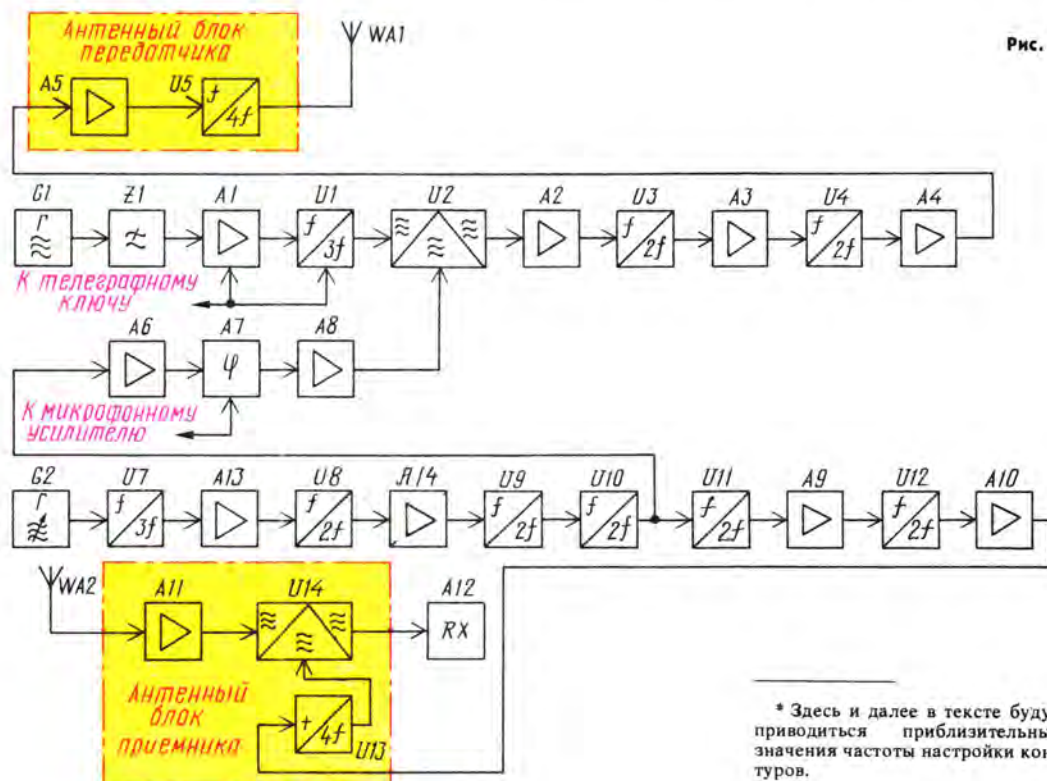 Антенный блок
передатчика
WA1
Рис.
A5
U5
f
4f
G1
Z1
A1
U1
U2
A2
U3
A3
U4
A4
Г
f
3f
f
2f
f
2f
К телеграфному
ключу
A6
A7
A8
φ
К микрофонному
усилителю
G2
U7
A13
U8
A14
U9
U10
U11
A9
U12
A10
Г
f
3f
f
2f
f
2f
f
2f
f
2f
f
2f
WA2
A11
U14
A12
RX
Антенный
блок
приемника
4f
U13
* Здесь и далее в тексте буду
приводиться приблизительны
значения частоты настройки кон
туров.